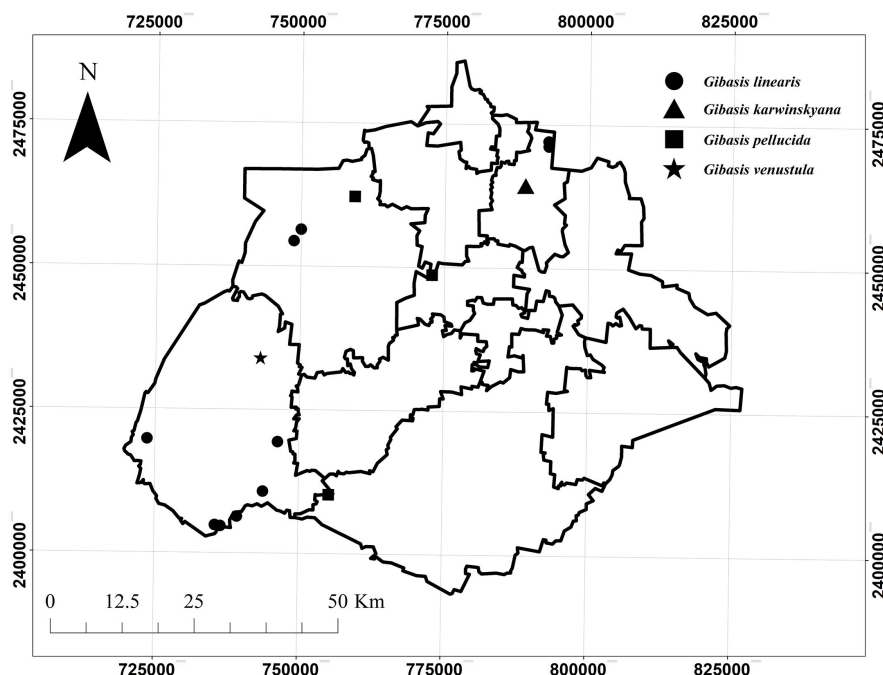 725000 750000 775000 800000 825000
N
Gibasis linearis
Gibasis karwinskyana
Gibasis pellucida
Gibasis venustula
2475000 2475000
2450000 2450000
2425000 2425000
2400000 2400000
0 12.5 25 50 Km
725000 750000 775000 800000 825000